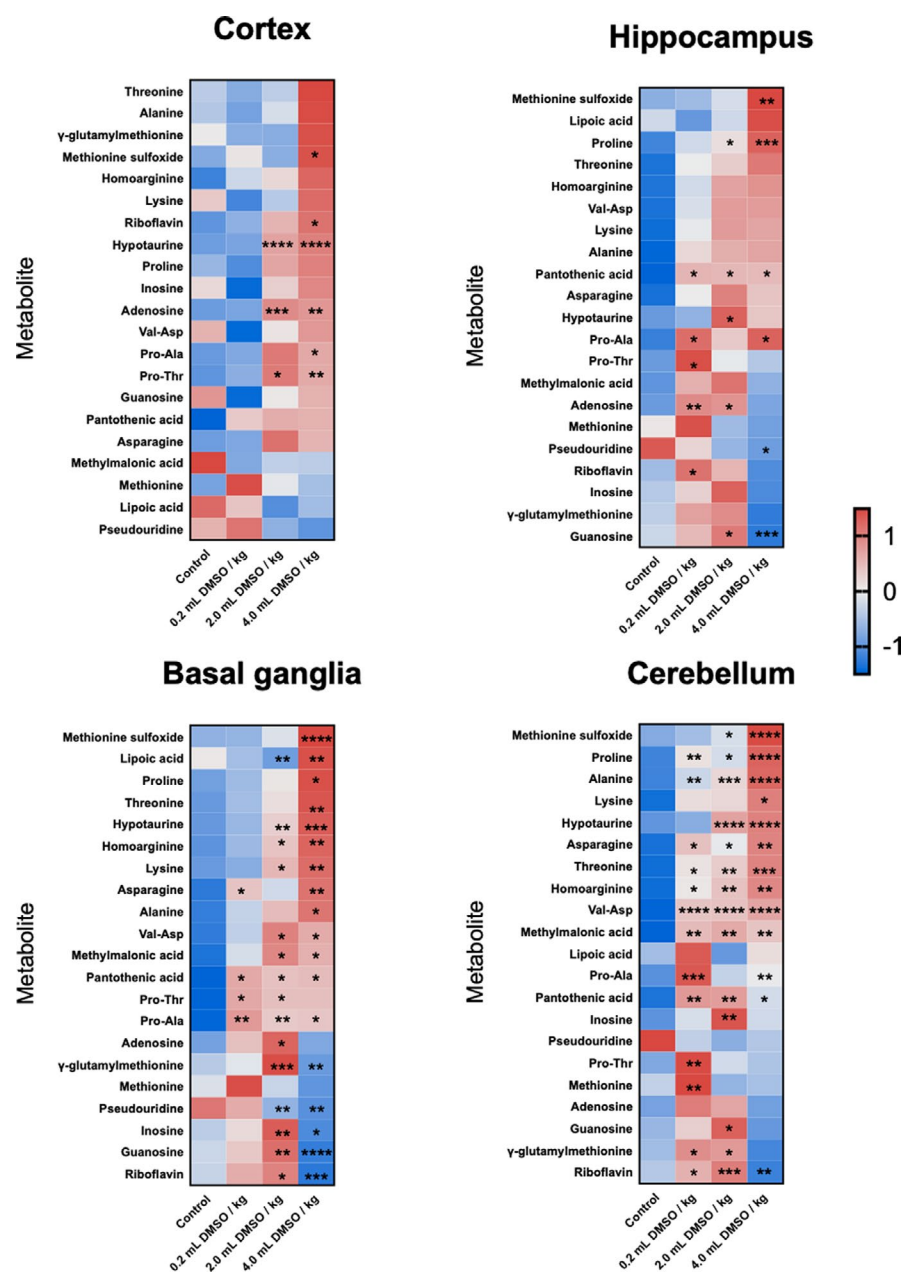 Cortex
Metabolite
Threonine
Alanine
γ-glutamylmethionine
Methionine sulfoxide *
Homoarginine
Lysine
Riboflavin *
Hypotaurine **** ****
Proline
Inosine
Adenosine *** **
Val-Asp
Pro-Ala *
Pro-Thr * **
Guanosine
Pantothenic acid
Asparagine
Methylmalonic acid
Methionine
Lipoic acid
Pseudouridine
Control
0.2 mL DMSO / kg
2.0 mL DMSO / kg
4.0 mL DMSO / kg
Hippocampus
Metabolite
Methionine sulfoxide **
Lipoic acid
Proline * ***
Threonine
Homoarginine
Val-Asp
Lysine
Alanine
Pantothenic acid * * *
Asparagine
Hypotaurine *
Pro-Ala * *
Pro-Thr *
Methylmalonic acid
Adenosine ** *
Methionine
Pseudouridine *
Riboflavin *
Inosine
γ-glutamylmethionine
Guanosine * ***
Control
0.2 mL DMSO / kg
2.0 mL DMSO / kg
4.0 mL DMSO / kg
1
0
-1
Basal ganglia
Metabolite
Methionine sulfoxide ****
Lipoic acid ** **
Proline *
Threonine **
Hypotaurine ** ***
Homoarginine * **
Lysine * **
Asparagine * **
Alanine *
Val-Asp * *
Methylmalonic acid * *
Pantothenic acid * * *
Pro-Thr * *
Pro-Ala ** ** *
Adenosine *
γ-glutamylmethionine *** **
Methionine
Pseudouridine ** **
Inosine ** *
Guanosine ** ****
Riboflavin * ***
Control
0.2 mL DMSO / kg
2.0 mL DMSO / kg
4.0 mL DMSO / kg
Cerebellum
Metabolite
Methionine sulfoxide * ****
Proline ** * ****
Alanine ** *** ****
Lysine *
Hypotaurine **** ****
Asparagine * * **
Threonine * ** ***
Homoarginine * ** **
Val-Asp **** **** ****
Methylmalonic acid ** ** **
Lipoic acid
Pro-Ala *** **
Pantothenic acid ** ** *
Inosine **
Pseudouridine
Pro-Thr **
Methionine **
Adenosine
Guanosine *
γ-glutamylmethionine * *
Riboflavin * *** **
Control
0.2 mL DMSO / kg
2.0 mL DMSO / kg
4.0 mL DMSO / kg